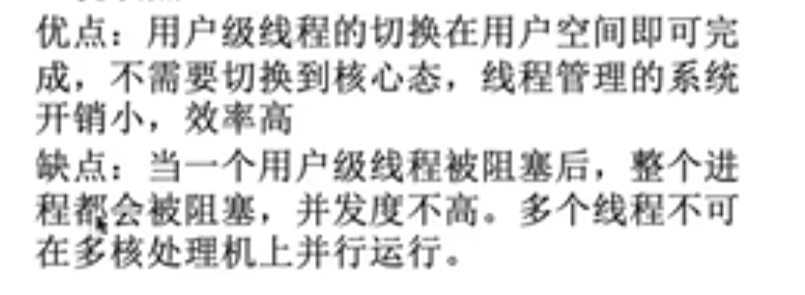 优点：用户级线程的切换在用户空间即可完
成，不需要切换到核心态，线程管理的系统
开销小，效率高
缺点：当一个用户级线程被阻塞后，整个进
程都会被阻塞，并发度不高。多个线程不可
在多核处理机上并行运行。